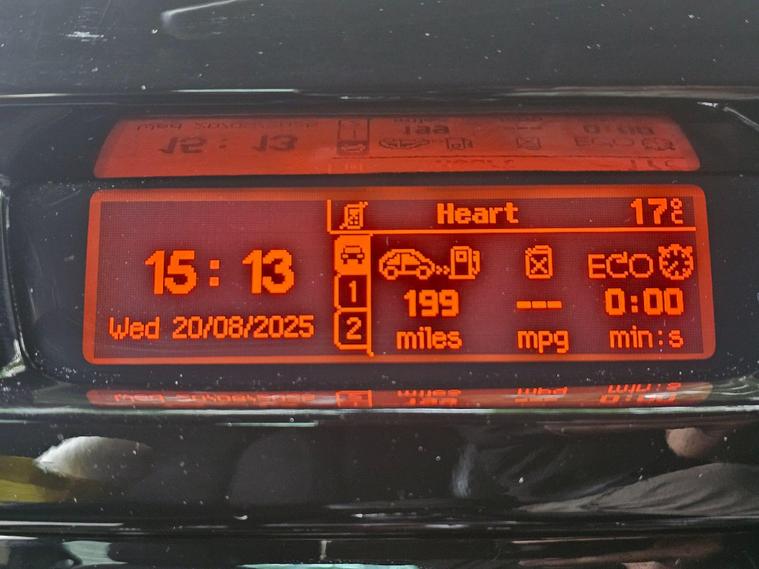 Heart 17°C
15:13
Wed 20/08/2025
1
2
ECO
199 --- 0:00
miles mpg min:s